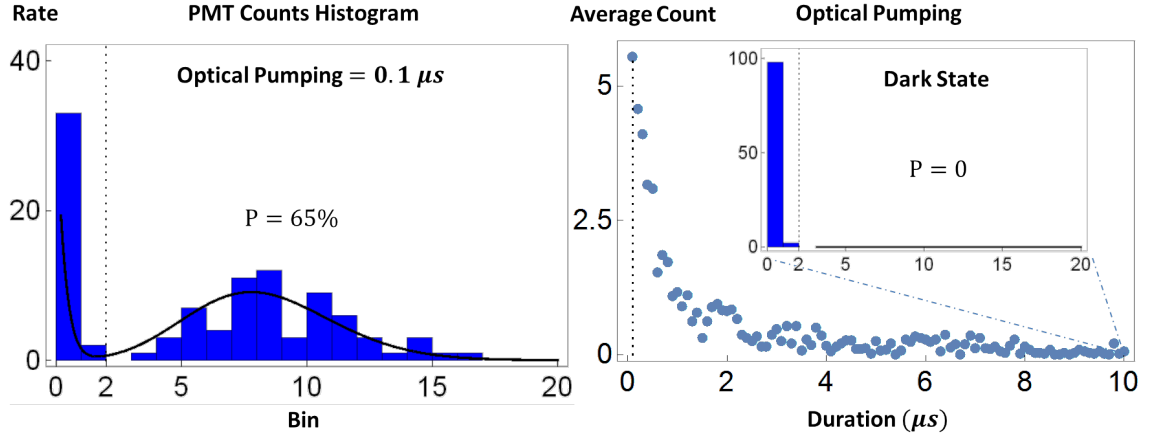 Rate
PMT Counts Histogram
Optical Pumping = 0.1 μs
P = 65%
40
20
0
0
2
5
10
15
20
Bin
Average Count
Optical Pumping
5
2.5
0
0
2
4
6
8
10
Duration (μs)
Dark State
P = 0
100
50
0
0
2
5
10
15
20